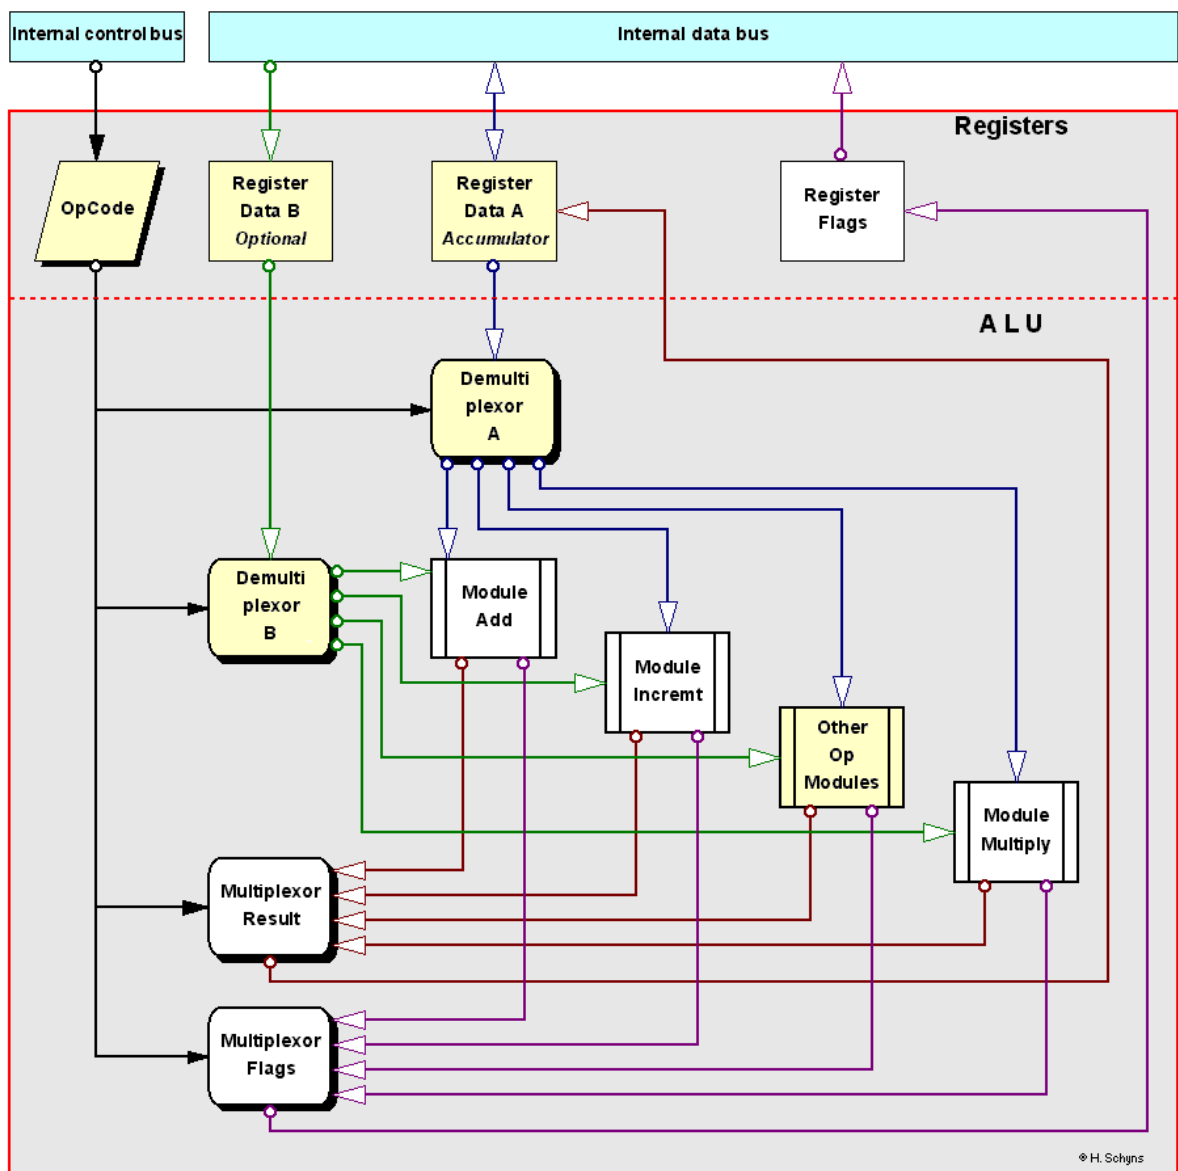 Internal control bus
Internal data bus
Registers
OpCode
Register
Data B
Optional
Register
Data A
Accumulator
Register
Flags
A L U
Demulti
plexor
A
Demulti
plexor
B
Module
Add
Module
Incremt
Other
Op
Modules
Module
Multiply
Multiplexor
Result
Multiplexor
Flags
© H. Schyns